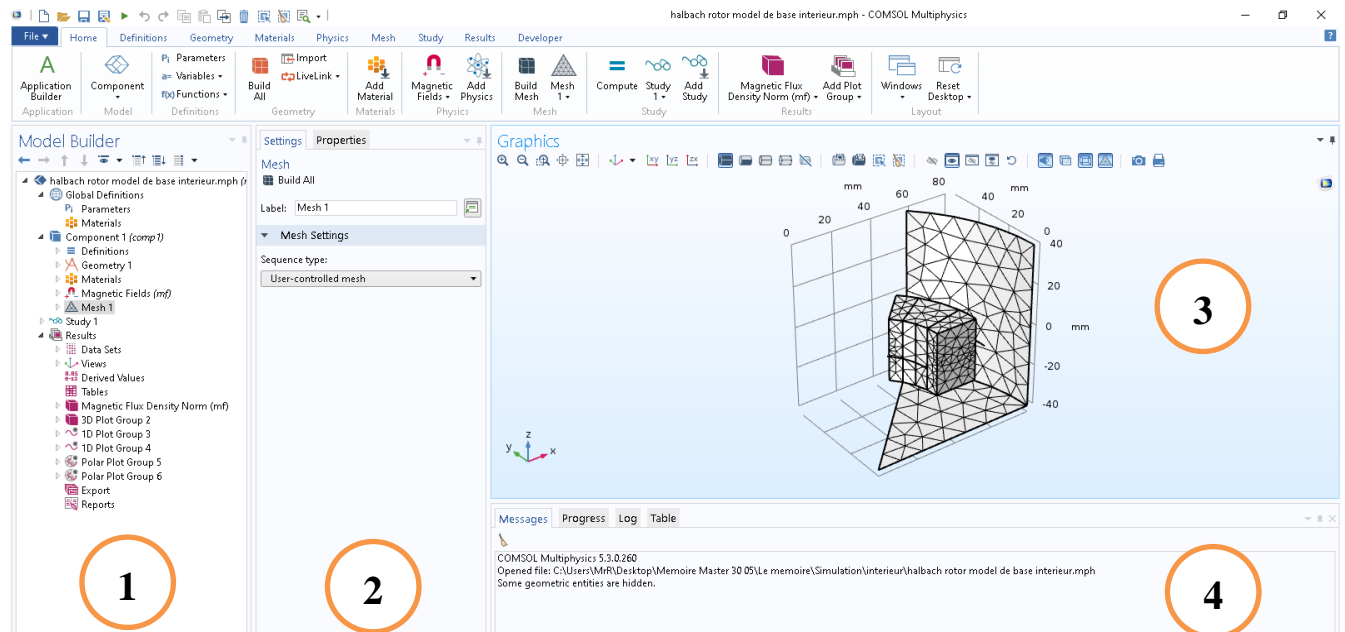 halbach rotor model de base interieur.mph - COMSOL Multiphysics
File Home Definitions Geometry Materials Physics Mesh Study Results Developer
Application Builder
Application
Component
Model
Pi Parameters
a= Variables
f(x) Functions
Definitions
Build All
Import
LiveLink
Geometry
Add Material
Materials
Magnetic Fields
Add Physics
Physics
Build Mesh
Mesh 1
Mesh
Compute
Study 1
Add Study
Study
Magnetic Flux Density Norm (mf)
Add Plot Group
Results
Windows
Reset Desktop
Layout
Model Builder
halbach rotor model de base interieur.mph (r
Global Definitions
Pi Parameters
Materials
Component 1 (comp1)
Definitions
Geometry 1
Materials
Magnetic Fields (mf)
Mesh 1
Study 1
Results
Data Sets
Views
8.85
e-12
Derived Values
Tables
Magnetic Flux Density Norm (mf)
3D Plot Group 2
1D Plot Group 3
1D Plot Group 4
Polar Plot Group 5
Polar Plot Group 6
Export
Reports
1
Settings Properties
Mesh
Build All
Label: Mesh 1
Mesh Settings
Sequence type:
User-controlled mesh
2
Graphics
xy yz zx
mm
80
60
40
20
0
40
mm
20
0
40
20
0
mm
-20
-40
z
y
x
3
Messages Progress Log Table
COMSOL Multiphysics 5.3.0.260
Opened file: C:\Users\MrR\Desktop\Memoire Master 30 05\Le memoire\Simulation\interieur\halbach rotor model de base interieur.mph
Some geometric entities are hidden.
4